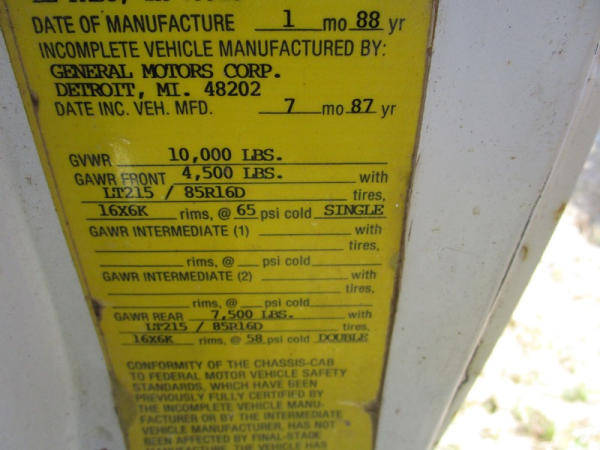 DATE OF MANUFACTURE 1 mo 88 yr
INCOMPLETE VEHICLE MANUFACTURED BY:
GENERAL MOTORS CORP.
DETROIT, MI. 48202
DATE INC. VEH. MFD. 7 mo 87 yr
GVWR 10,000 LBS.
GAWR FRONT 4,500 LBS. with
LT215 / 85R16D tires,
16X6K rims, @ 65 psi cold SINGLE
GAWR INTERMEDIATE (1) with
tires,
rims, @ psi cold
GAWR INTERMEDIATE (2) with
tires,
rims, @ psi cold
GAWR REAR 7,500 LBS. with
LT215 / 85R16D tires,
16X6K rims, @ 58 psi cold DOUBLE
CONFORMITY OF THE CHASSIS-CAB
TO FEDERAL MOTOR VEHICLE SAFETY
STANDARDS, WHICH HAVE BEEN
PREVIOUSLY FULLY CERTIFIED BY
THE INCOMPLETE VEHICLE MANU-
FACTURER OR BY THE INTERMEDIATE
VEHICLE MANUFACTURER, HAS NOT
BEEN AFFECTED BY FINAL-STAGE
MANUFACTURE. THE VEHICLE HAS